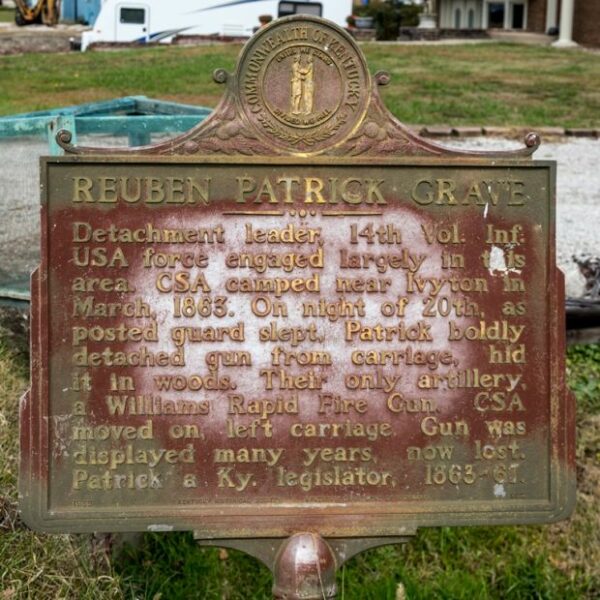 COMMONWEALTH OF KENTUCKY
REUBEN PATRICK GRAVE
Detachment leader, 14th Vol. Inf.
USA force engaged largely in this
area. CSA camped near Ivyton in
March, 1863. On night of 20th, as
posted guard slept, Patrick boldly
detached gun from carriage, hid
it in woods. Their only artillery,
a Williams Rapid Fire Gun. CSA
moved on, left carriage. Gun was
displayed many years, now lost.
Patrick a Ky. legislator, 1863-67.